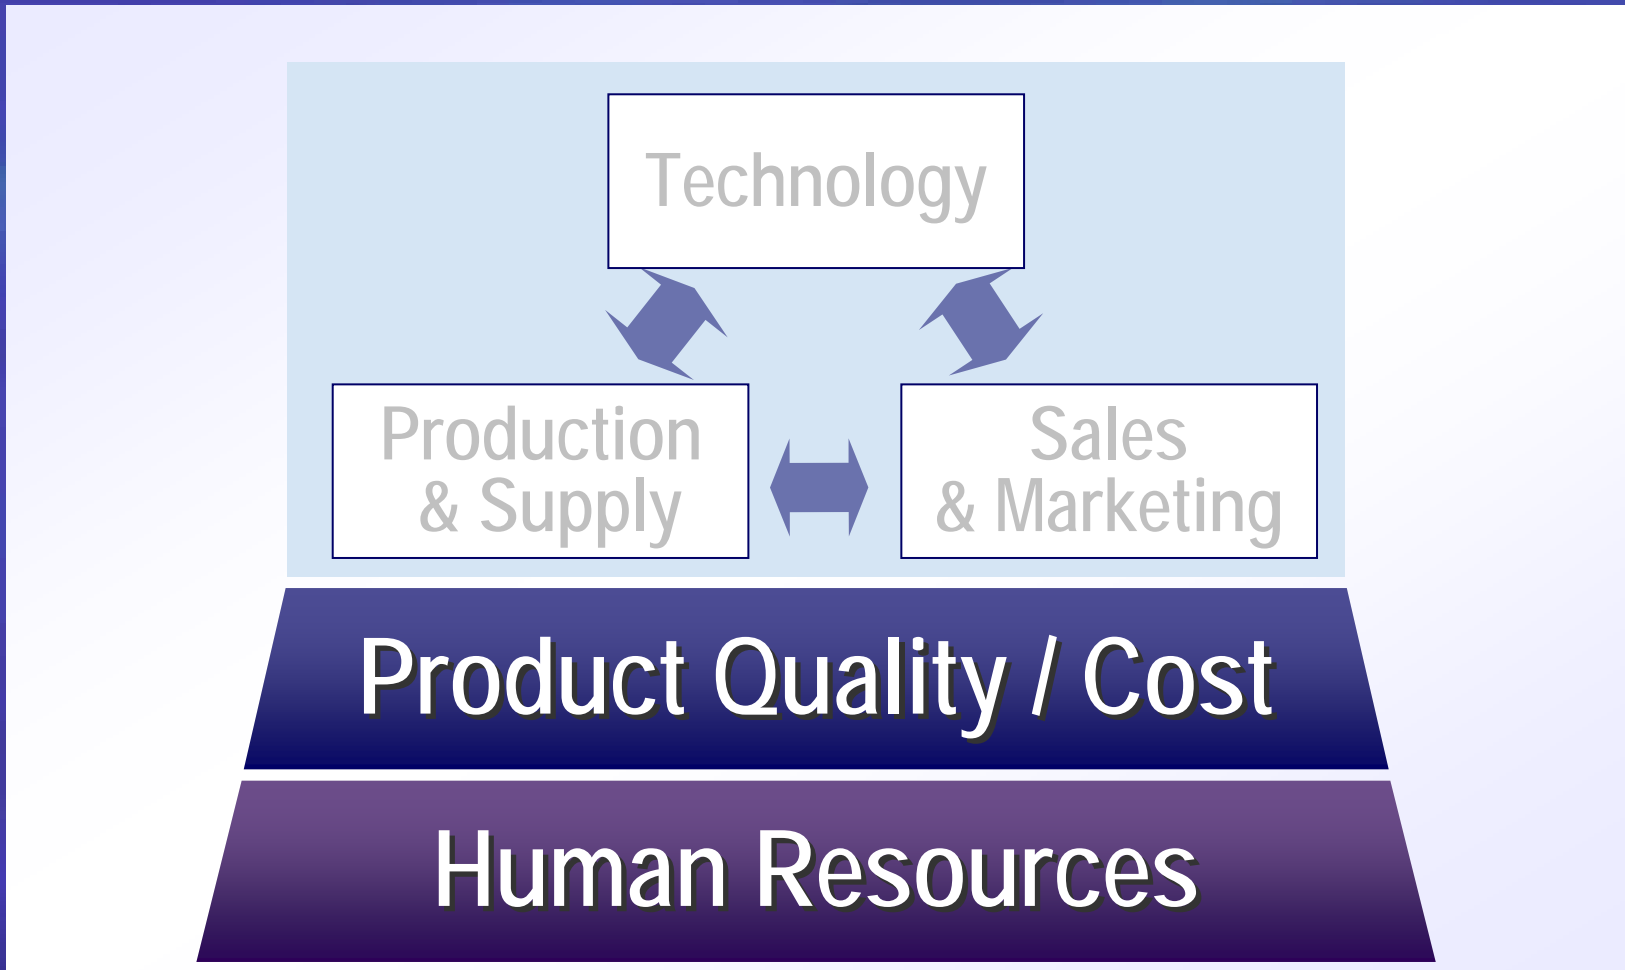 Technology
Production
& Supply
Sales
& Marketing
Product Quality / Cost
Human Resources